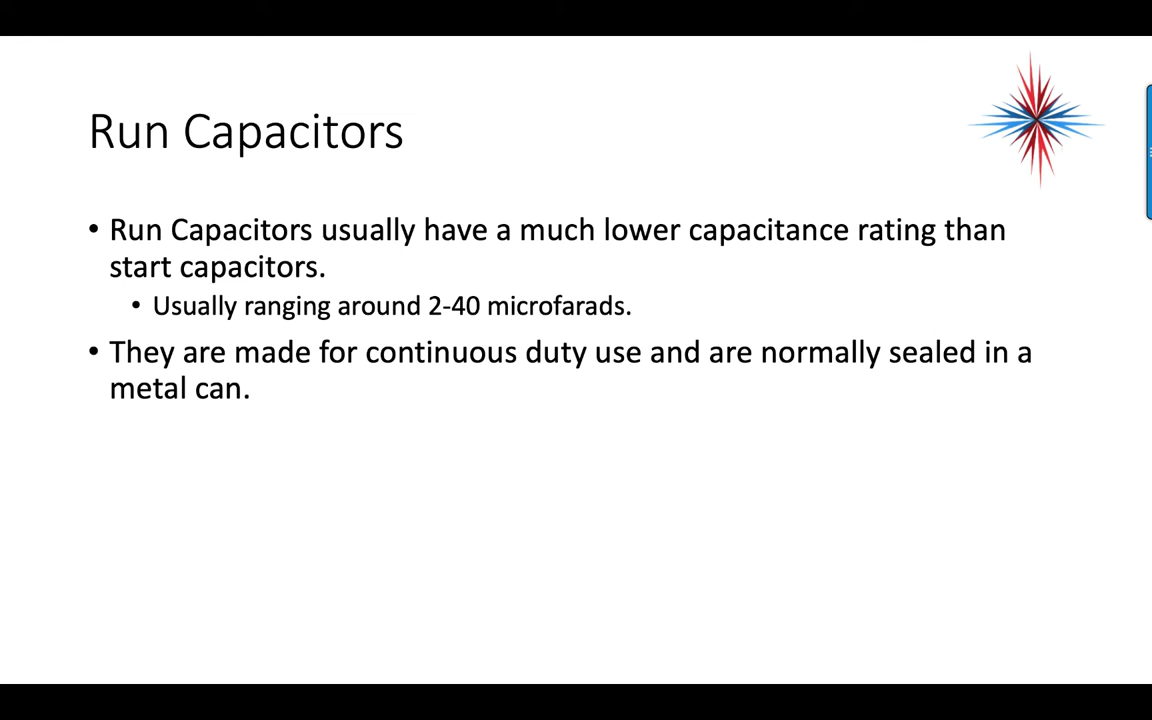 Run Capacitors
• Run Capacitors usually have a much lower capacitance rating than
start capacitors.
• Usually ranging around 2-40 microfarads.
• They are made for continuous duty use and are normally sealed in a
metal can.